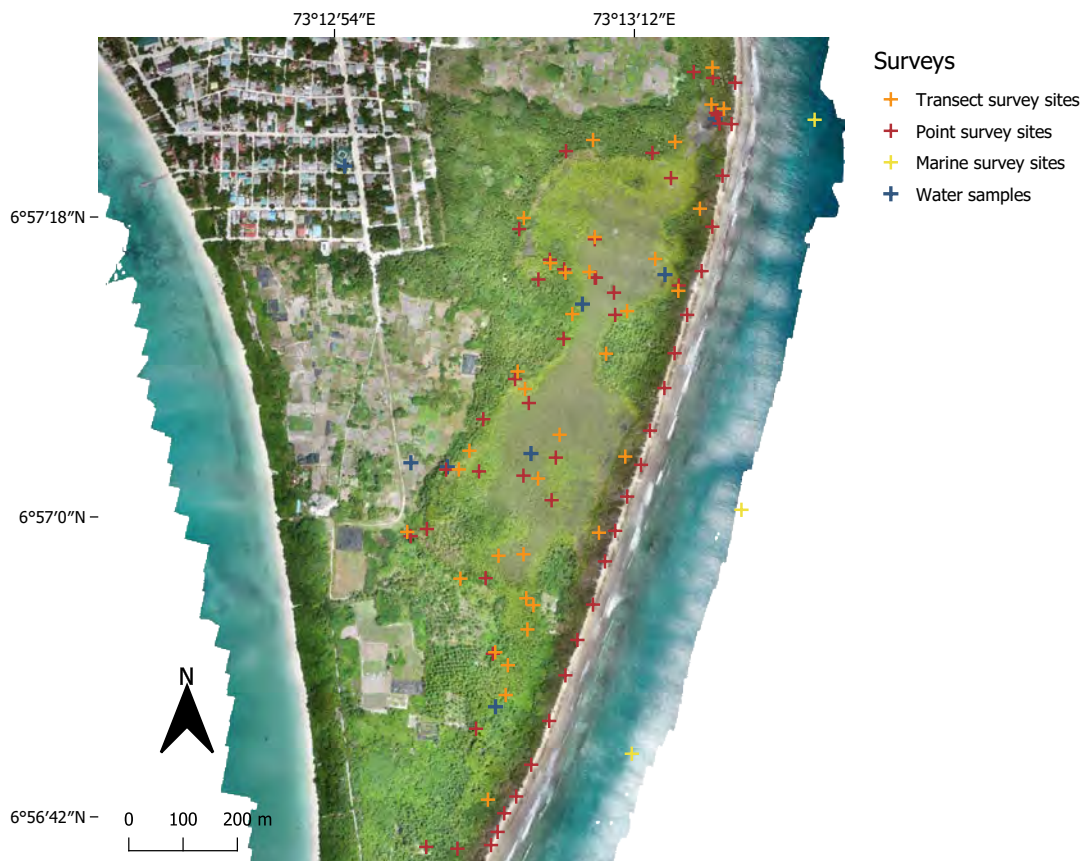 73°12′54″E 73°13′12″E
Surveys
Transect survey sites
Point survey sites
Marine survey sites
Water samples
6°57′18″N
6°57′0″N
N
6°56′42″N
0 100 200 m